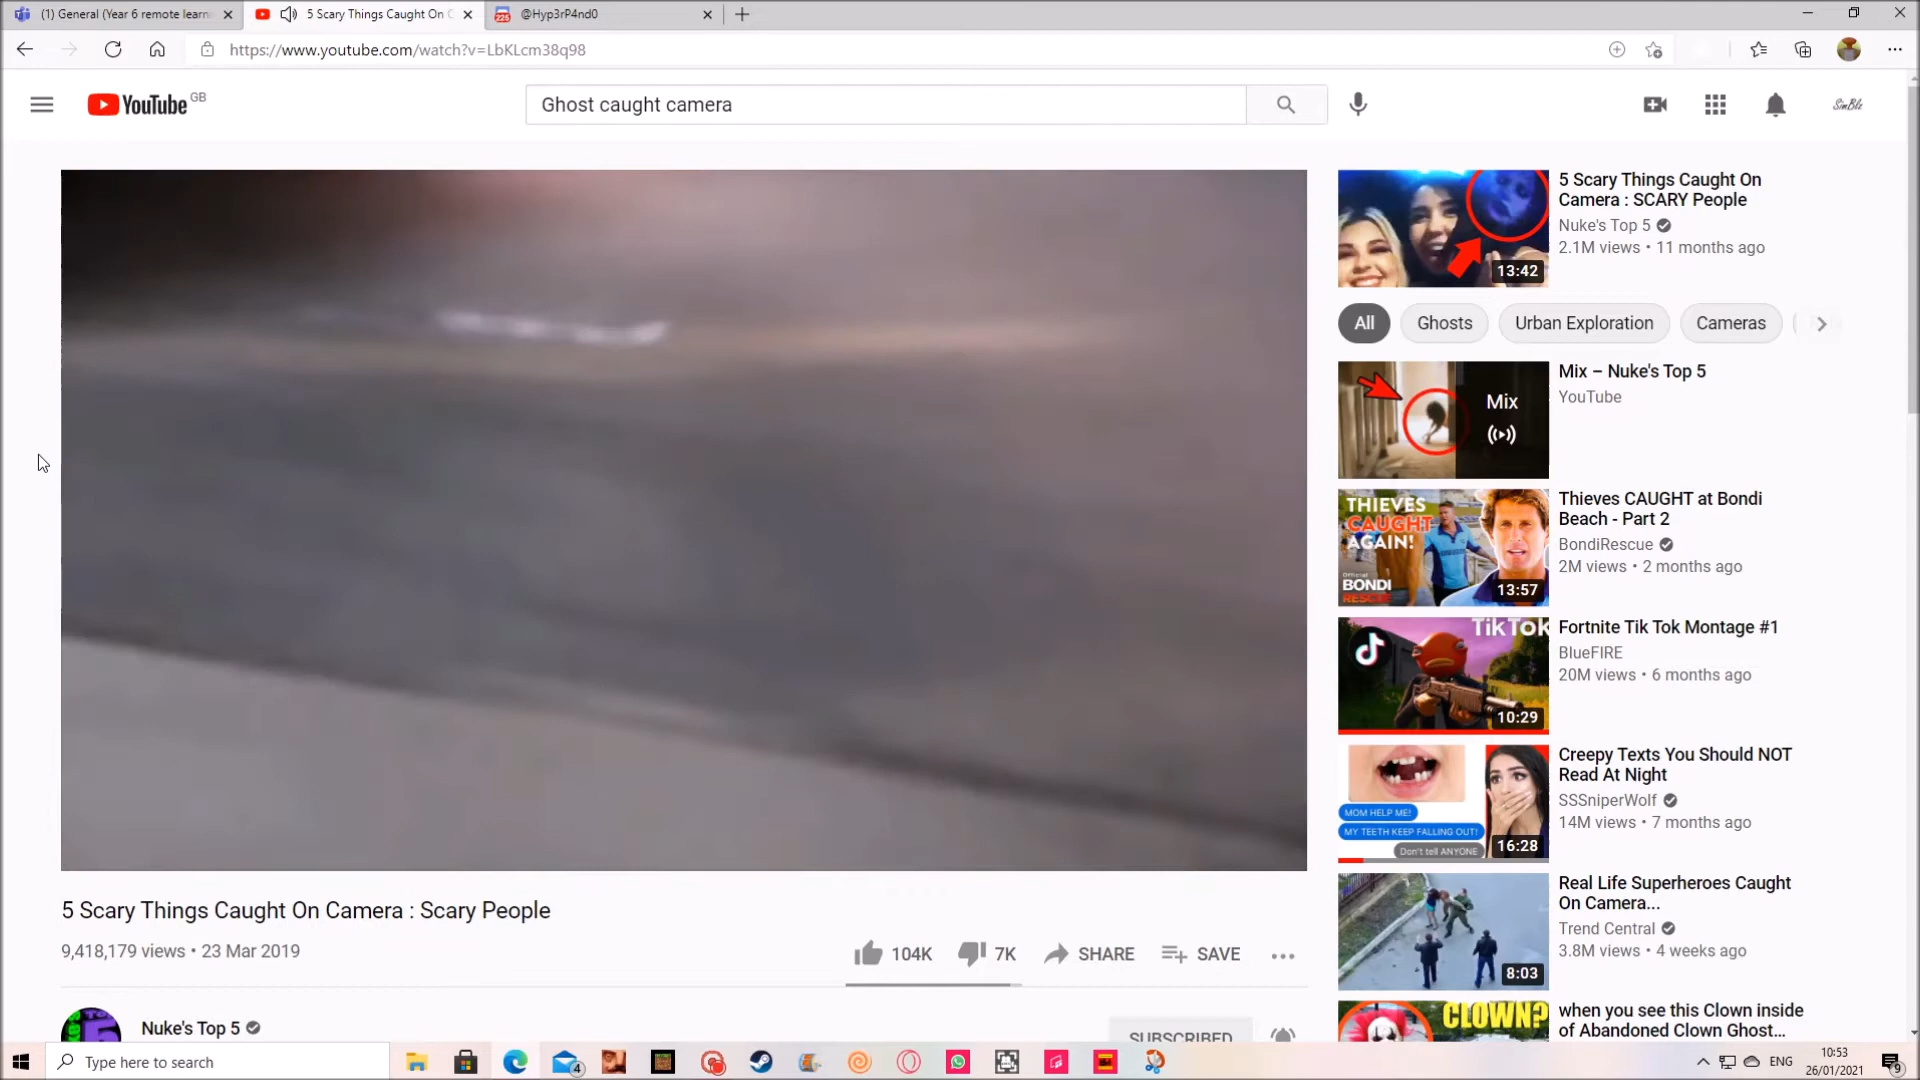 (1) General (Year 6 remote learn
5 Scary Things Caught On C
@Hyp3rP4nd0
https://www.youtube.com/watch?v=LbKLcm38q98
YouTube GB
Ghost caught camera
SimBlz
5 Scary Things Caught On
Camera : SCARY People
Nuke's Top 5
2.1M views • 11 months ago
13:42
All
Ghosts
Urban Exploration
Cameras
Mix – Nuke's Top 5
YouTube
Mix
THIEVES
CAUGHT
AGAIN!
Official
BONDI
RESCUE
13:57
Thieves CAUGHT at Bondi
Beach - Part 2
BondiRescue
2M views • 2 months ago
TikTok
10:29
Fortnite Tik Tok Montage #1
BlueFIRE
20M views • 6 months ago
MOM HELP ME!
MY TEETH KEEP FALLING OUT!
Don't tell ANYONE
16:28
Creepy Texts You Should NOT
Read At Night
SSSniperWolf
14M views • 7 months ago
8:03
Real Life Superheroes Caught
On Camera...
Trend Central
3.8M views • 4 weeks ago
CLOWN?
when you see this Clown inside
of Abandoned Clown Ghost...
5 Scary Things Caught On Camera : Scary People
9,418,179 views • 23 Mar 2019
104K
7K
SHARE
SAVE
Nuke's Top 5
SUBSCRIBED
Type here to search
4
ENG
10:53
26/01/2021
9